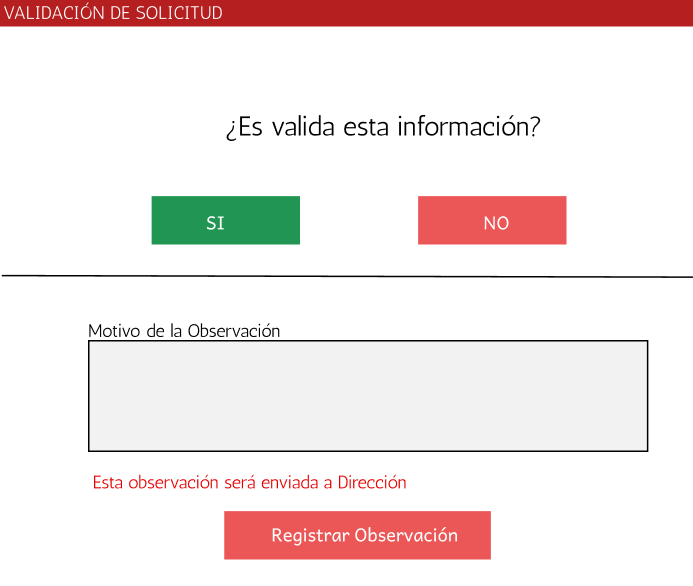 VALIDACIÓN DE SOLICITUD
¿Es valida esta información?
SI NO
Motivo de la Observación
Esta observación será enviada a Dirección
Registrar Observación